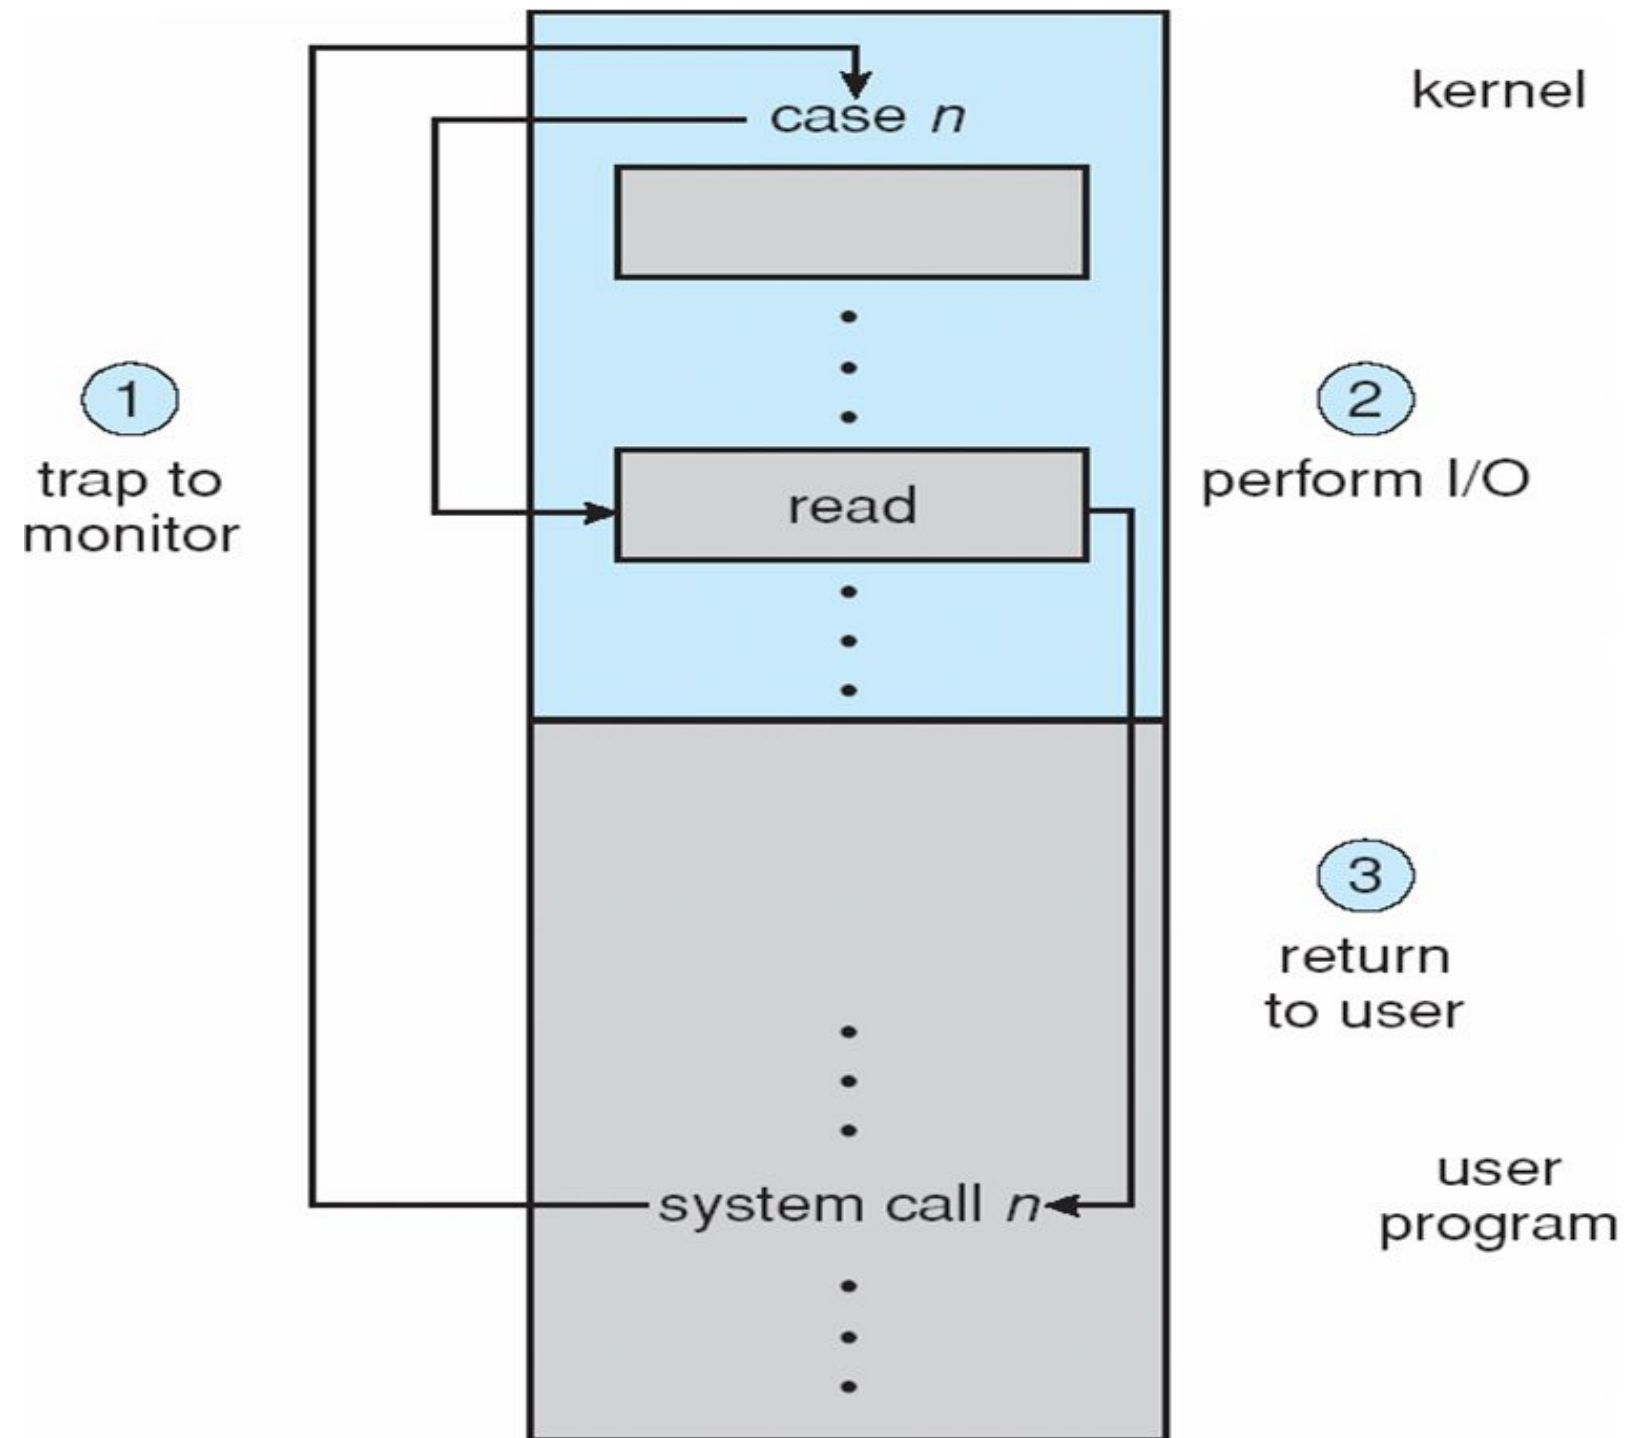 kernel
case n
1
trap to
monitor
2
perform I/O
read
3
return
to user
system call n
user
program